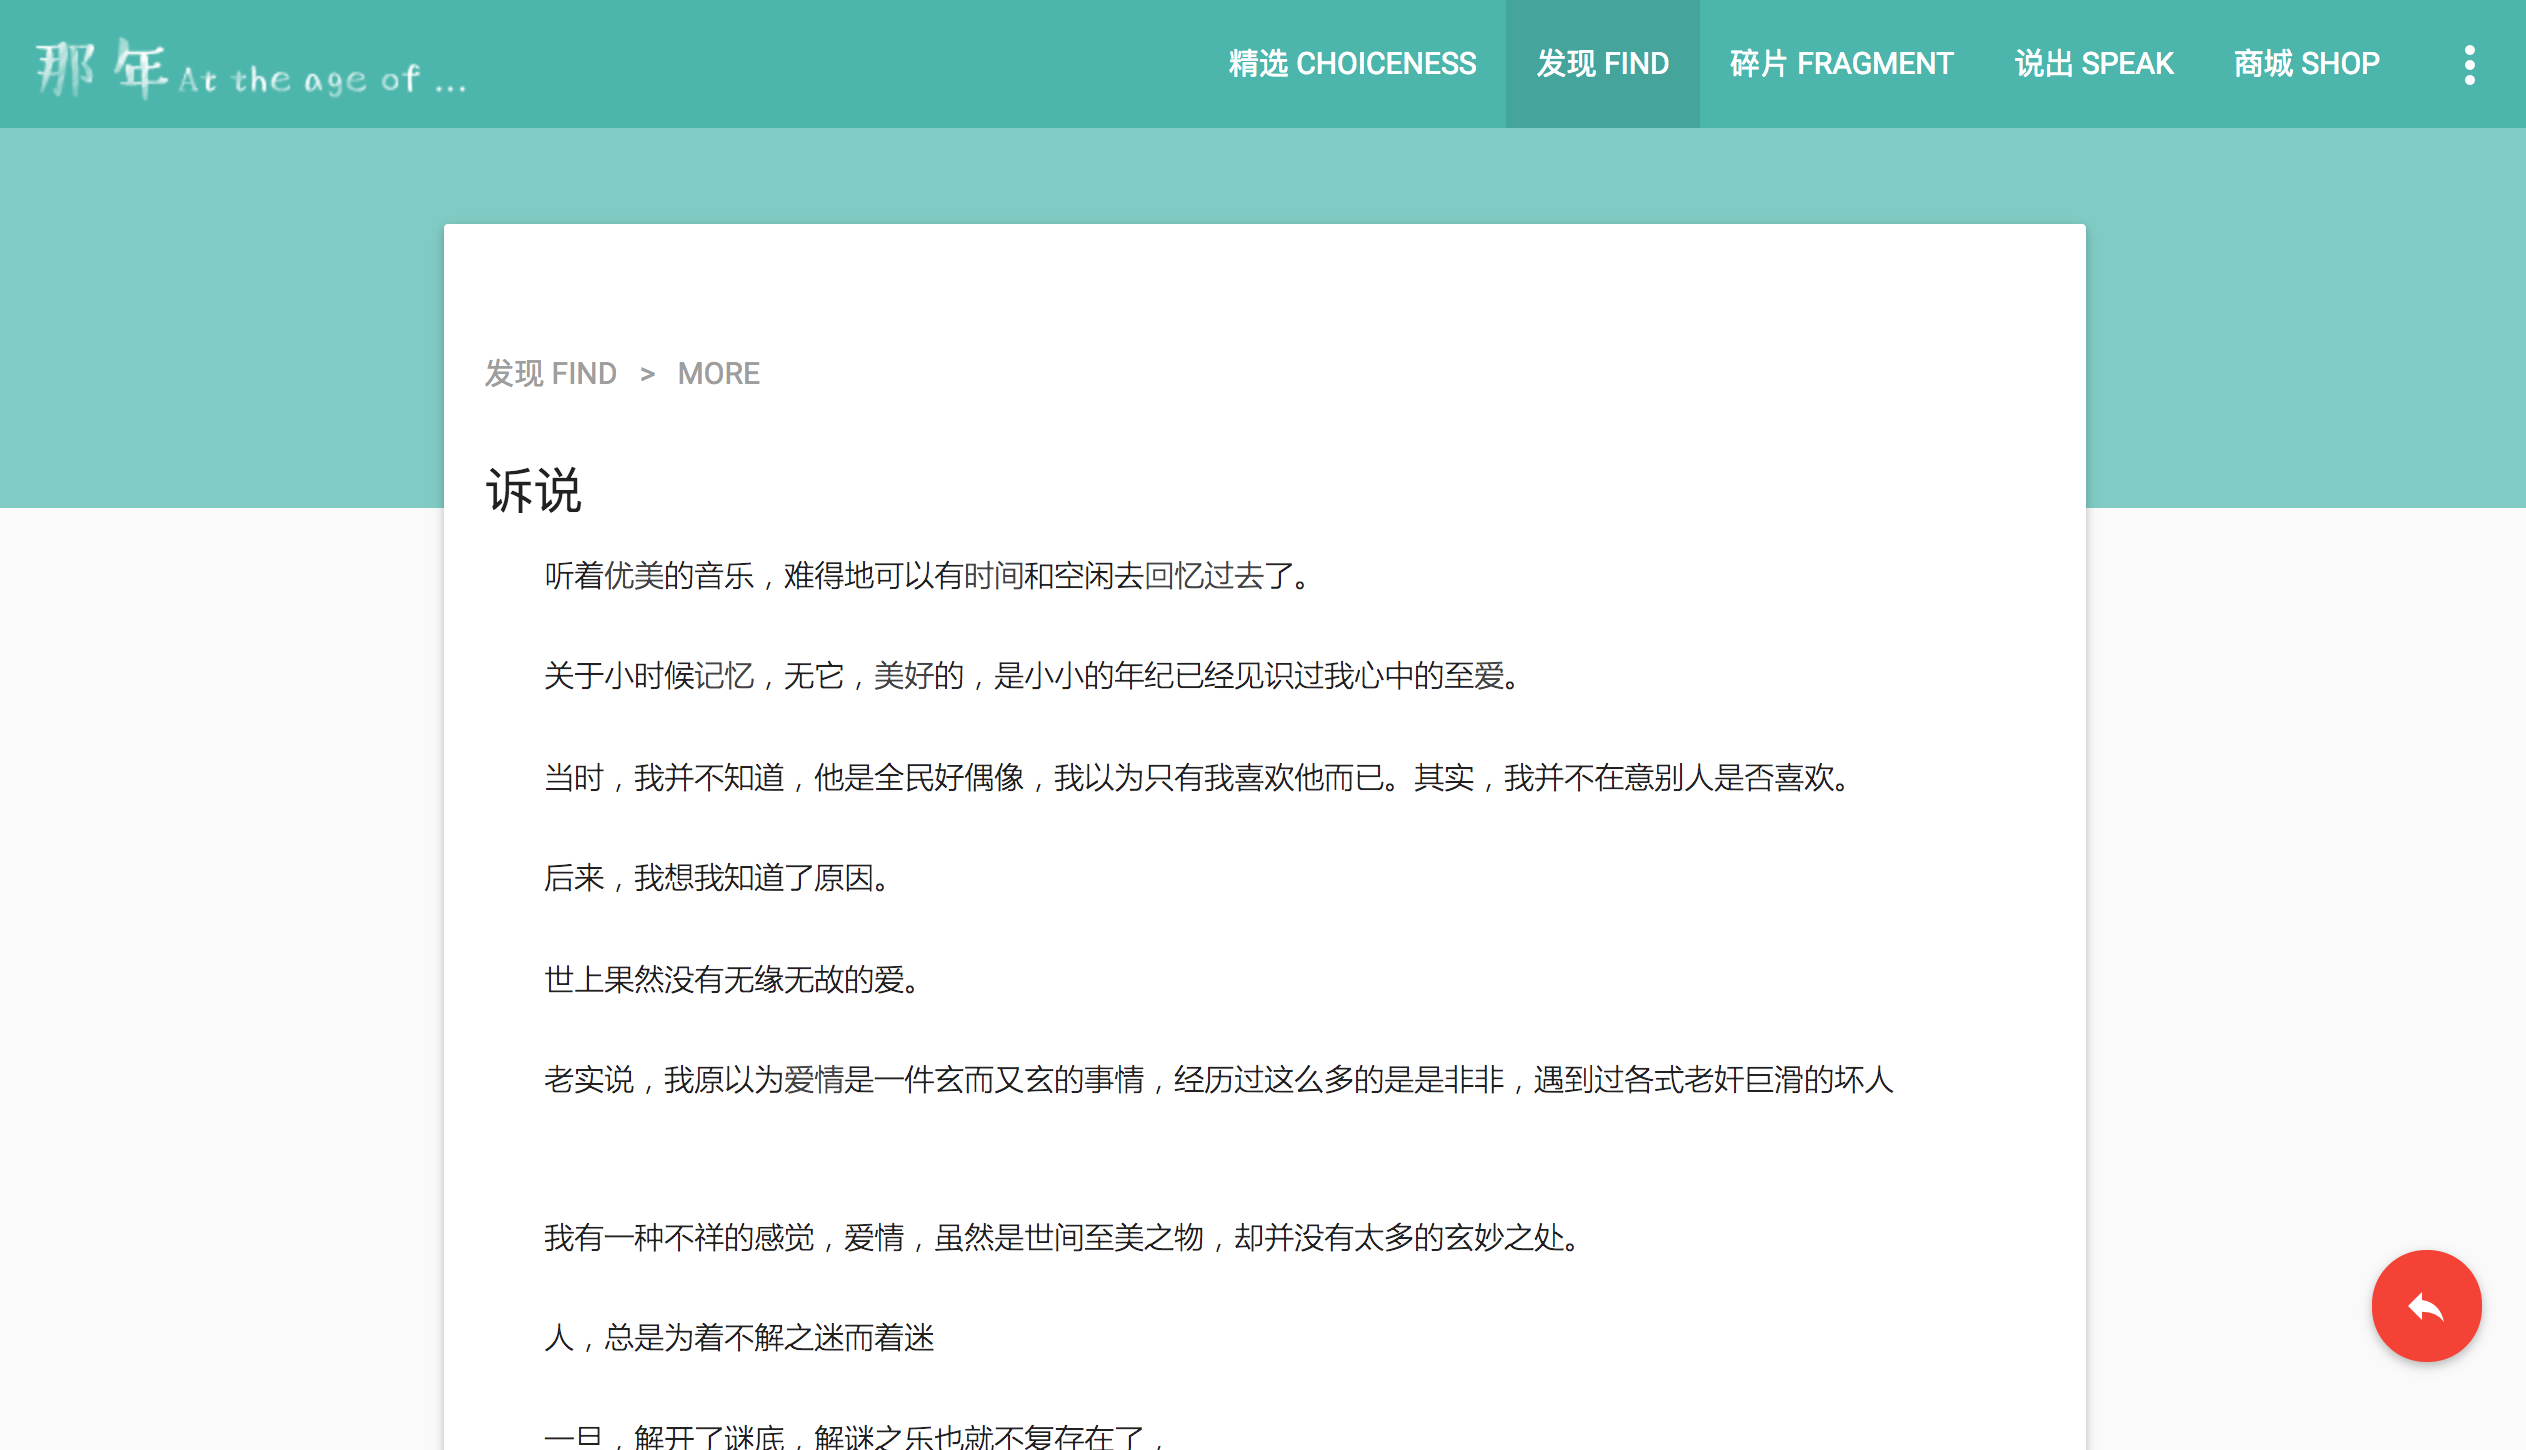 那年 At the age of ...
精选 CHOICENESS 发现 FIND 碎片 FRAGMENT 说出 SPEAK 商城 SHOP
发现 FIND > MORE
诉说
听着优美的音乐，难得地可以有时间和空闲去回忆过去了。
关于小时候记忆，无它，美好的，是小小的年纪已经见识过我心中的至爱。
当时，我并不知道，他是全民好偶像，我以为只有我喜欢他而已。其实，我并不在意别人是否喜欢。
后来，我想我知道了原因。
世上果然没有无缘无故的爱。
老实说，我原以为爱情是一件玄而又玄的事情，经历过这么多的是是非非，遇到过各式老奸巨滑的坏人
我有一种不祥的感觉，爱情，虽然是世间至美之物，却并没有太多的玄妙之处。
人，总是为着不解之迷而着迷
一旦，解开了谜底，解谜之乐也就不复存在了，